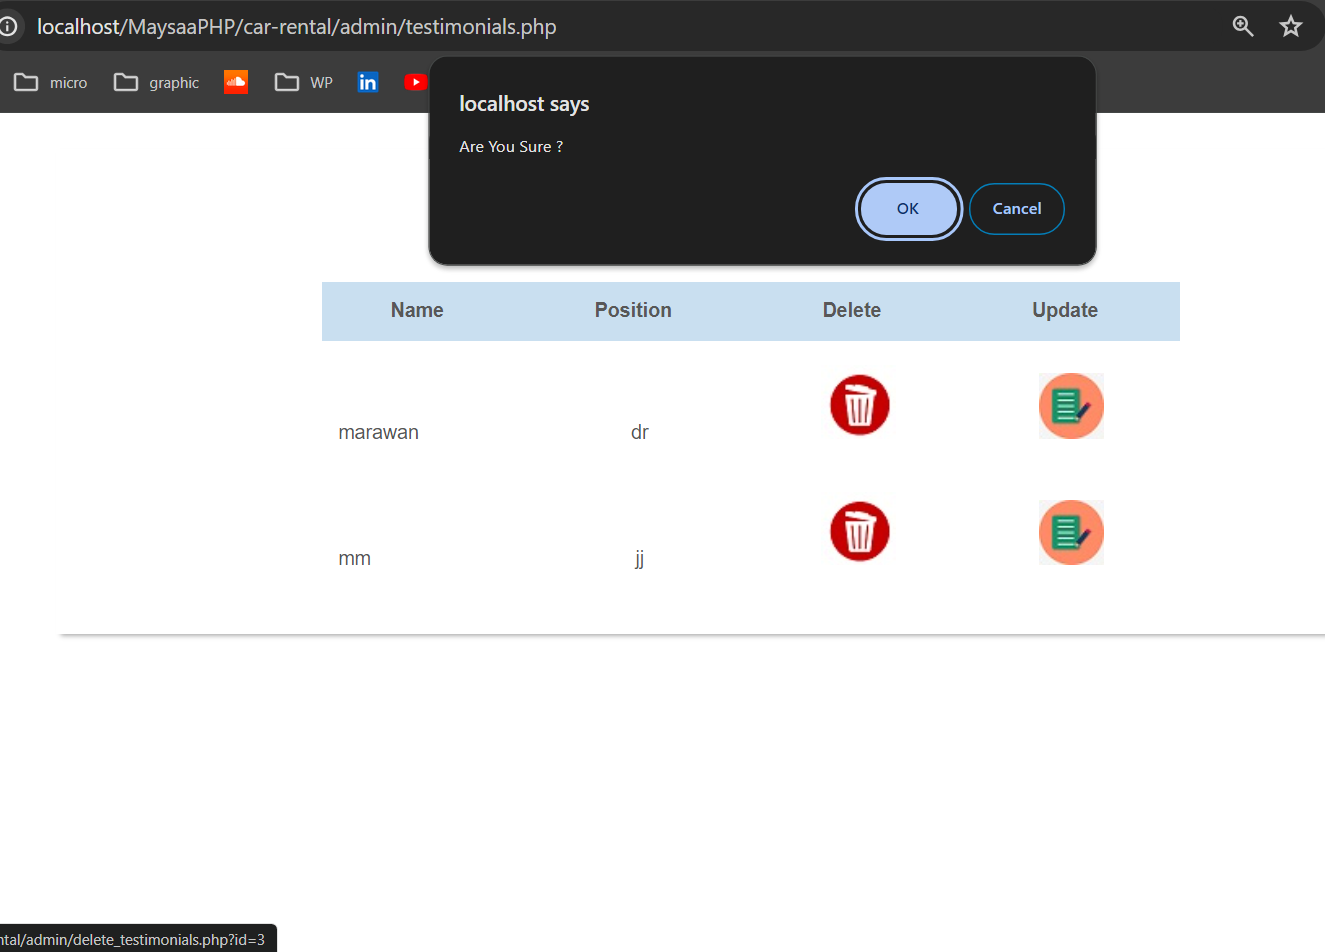 localhost/MaysaaPHP/car-rental/admin/testimonials.php
micro graphic WP in
localhost says
Are You Sure ?
OK Cancel
Name Position Delete Update
marawan dr
mm jj
ntal/admin/delete_testimonials.php?id=3